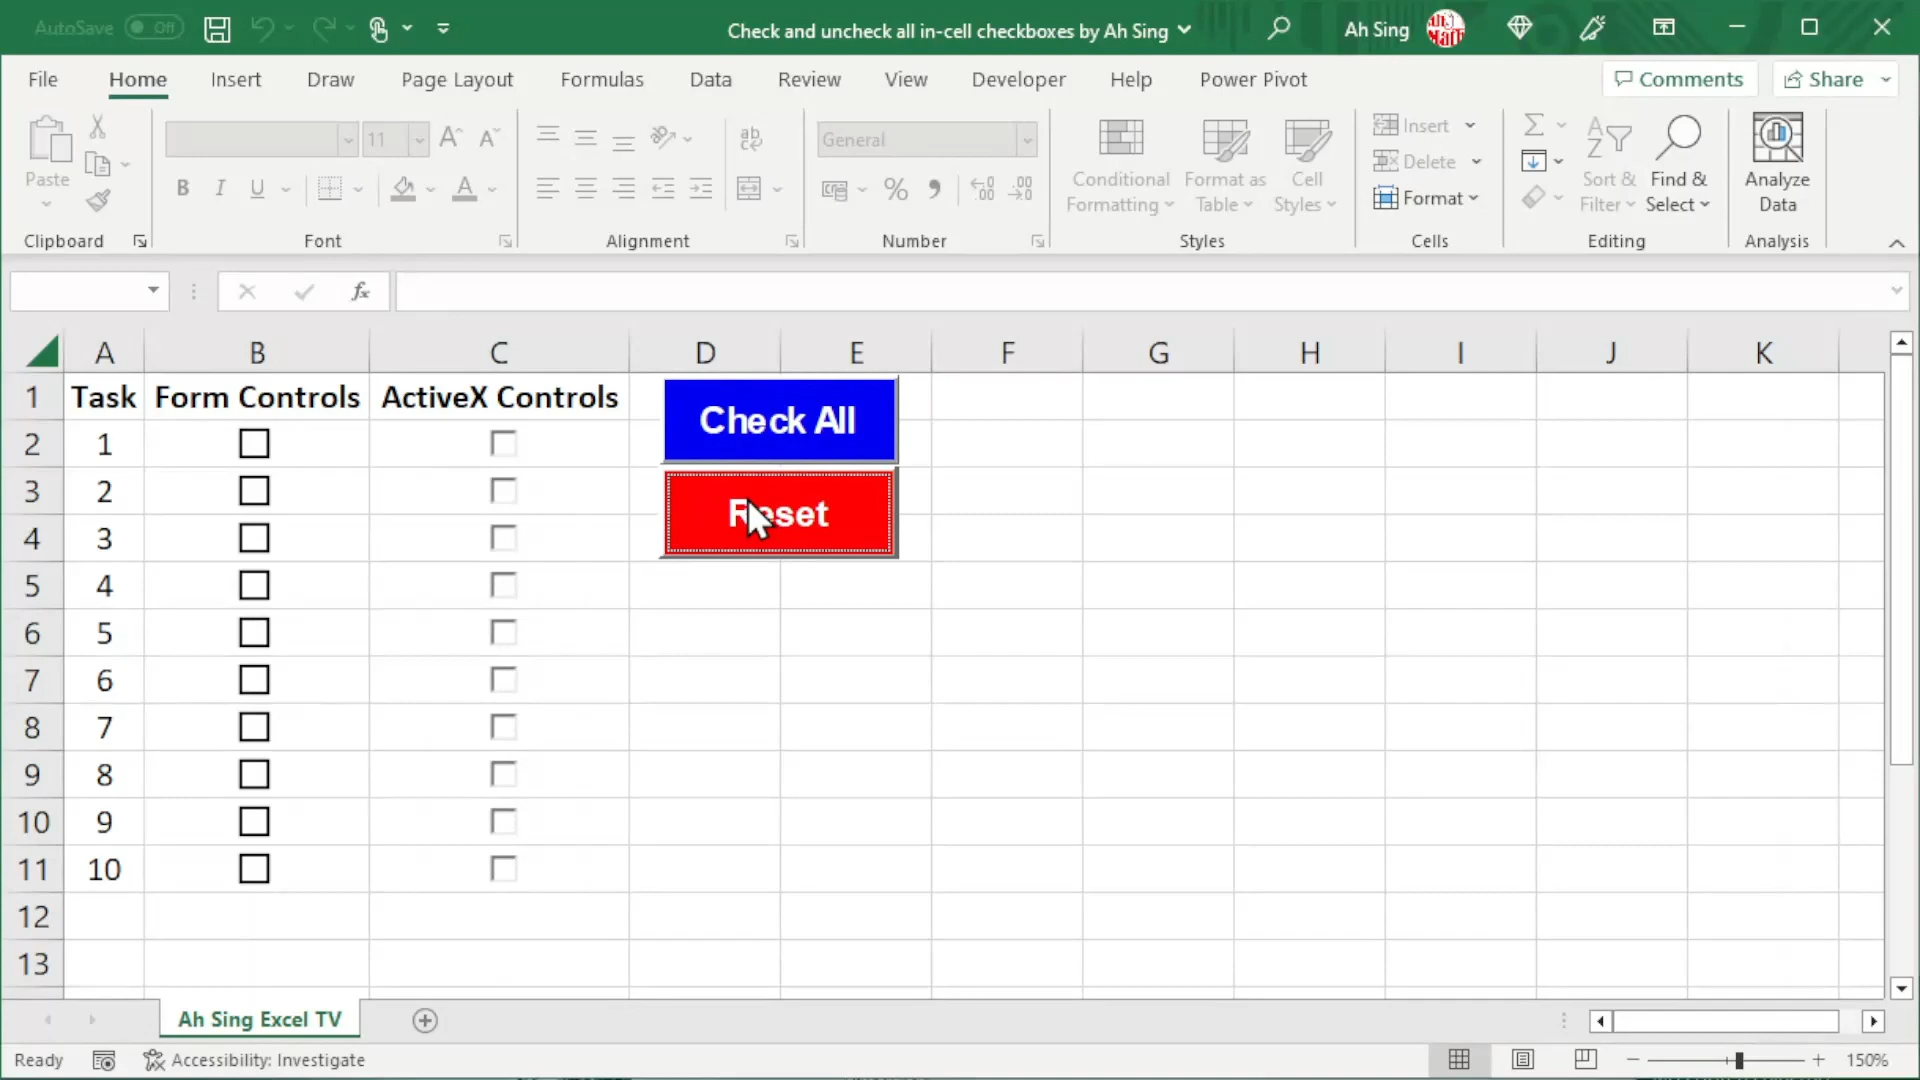 AutoSave Off Check and uncheck all in-cell checkboxes by Ah Sing Ah Sing
File Home Insert Draw Page Layout Formulas Data Review View Developer Help Power Pivot Comments Share
Paste
Clipboard
11
B I U
Font
ab
Alignment
General
Number
Conditional
Formatting
Format as
Table
Cell
Styles
Styles
Insert
Delete
Format
Cells
Sort &
Filter
Find &
Select
Editing
Analyze
Data
Analysis
fx
A B C D E F G H I J K
1 Task Form Controls ActiveX Controls Check All
2 1
3 2 Reset
4 3
5 4
6 5
7 6
8 7
9 8
10 9
11 10
12
13
Ah Sing Excel TV
Ready Accessibility: Investigate 150%